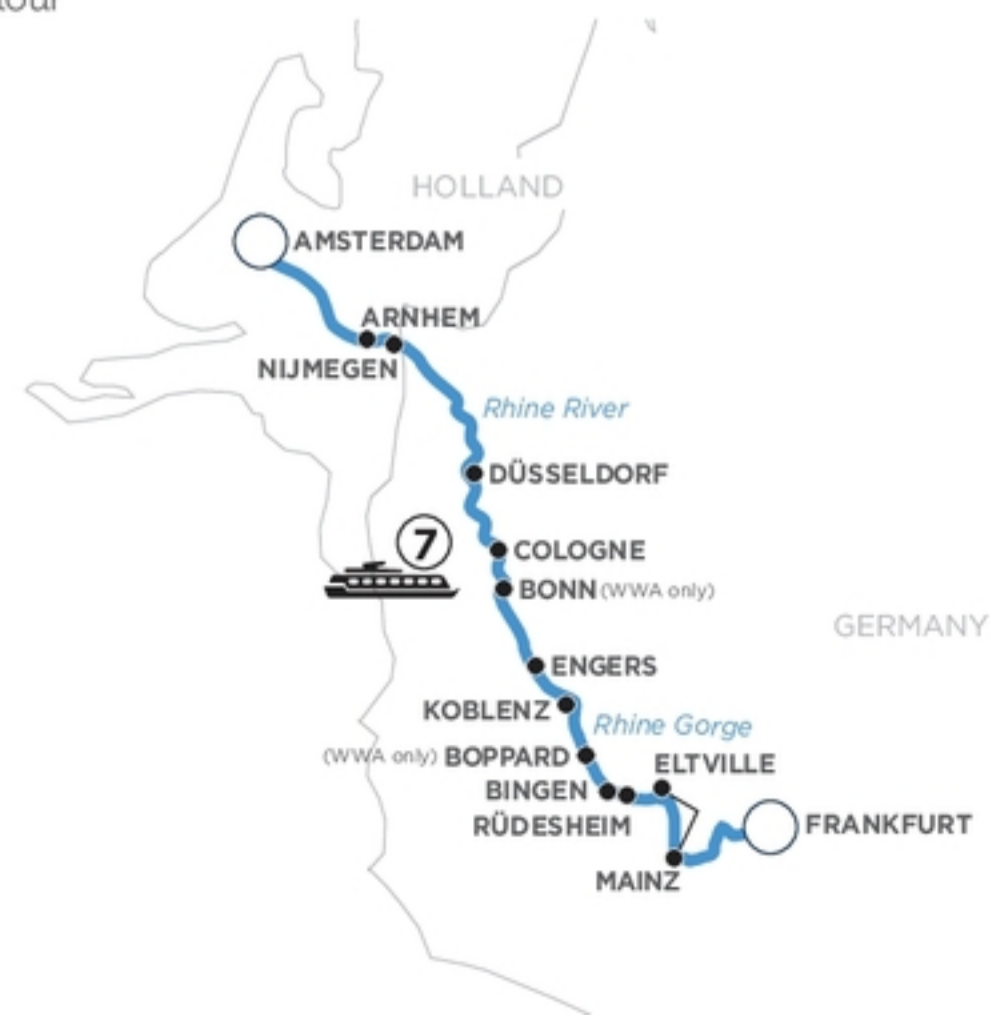 HOLLAND
AMSTERDAM
ARNHEM
NIJMEGEN
Rhine River
DÜSSELDORF
7
COLOGNE
BONN (WWA only)
GERMANY
ENGERS
KOBLENZ
Rhine Gorge
(WWA only) BOPPARD
ELTVILLE
BINGEN
RÜDESHEIM
FRANKFURT
MAINZ